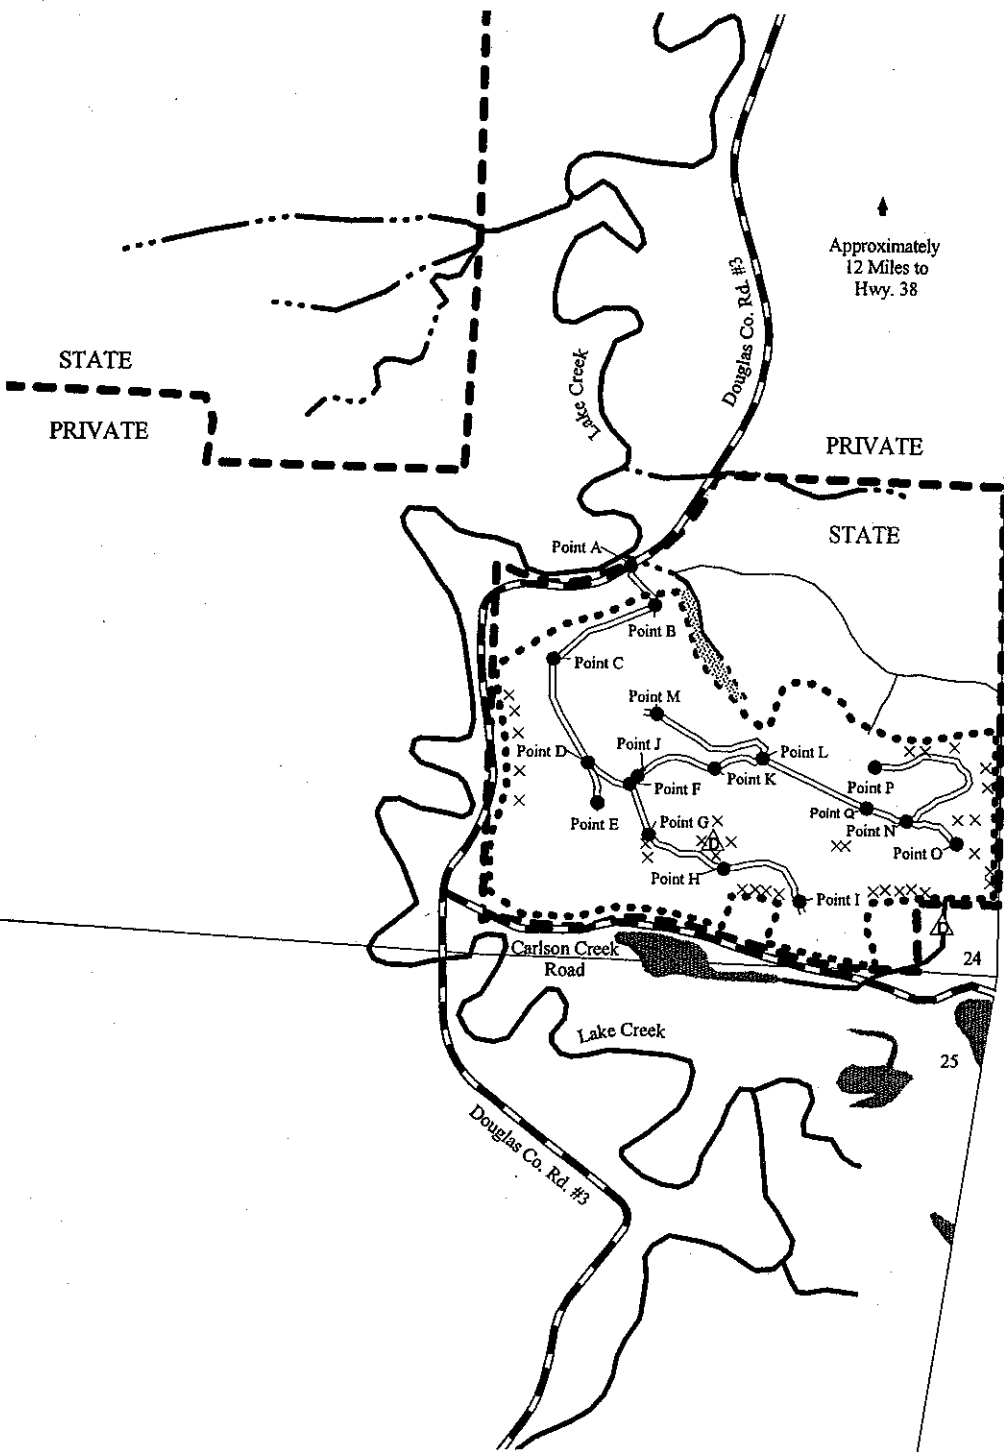 Approximately
12 Miles to
Hwy. 38
Douglas Co. Rd. #3
Lake Creek
STATE
PRIVATE
PRIVATE
STATE
Point A
Point B
Point C
Point M
Point D
Point J
Point L
Point F
Point K
Point P
Point E
Point G
Point Q
Point N
D
Point O
Point H
Point I
D
Carlson Creek
Road
24
Lake Creek
25
Douglas Co. Rd. #3